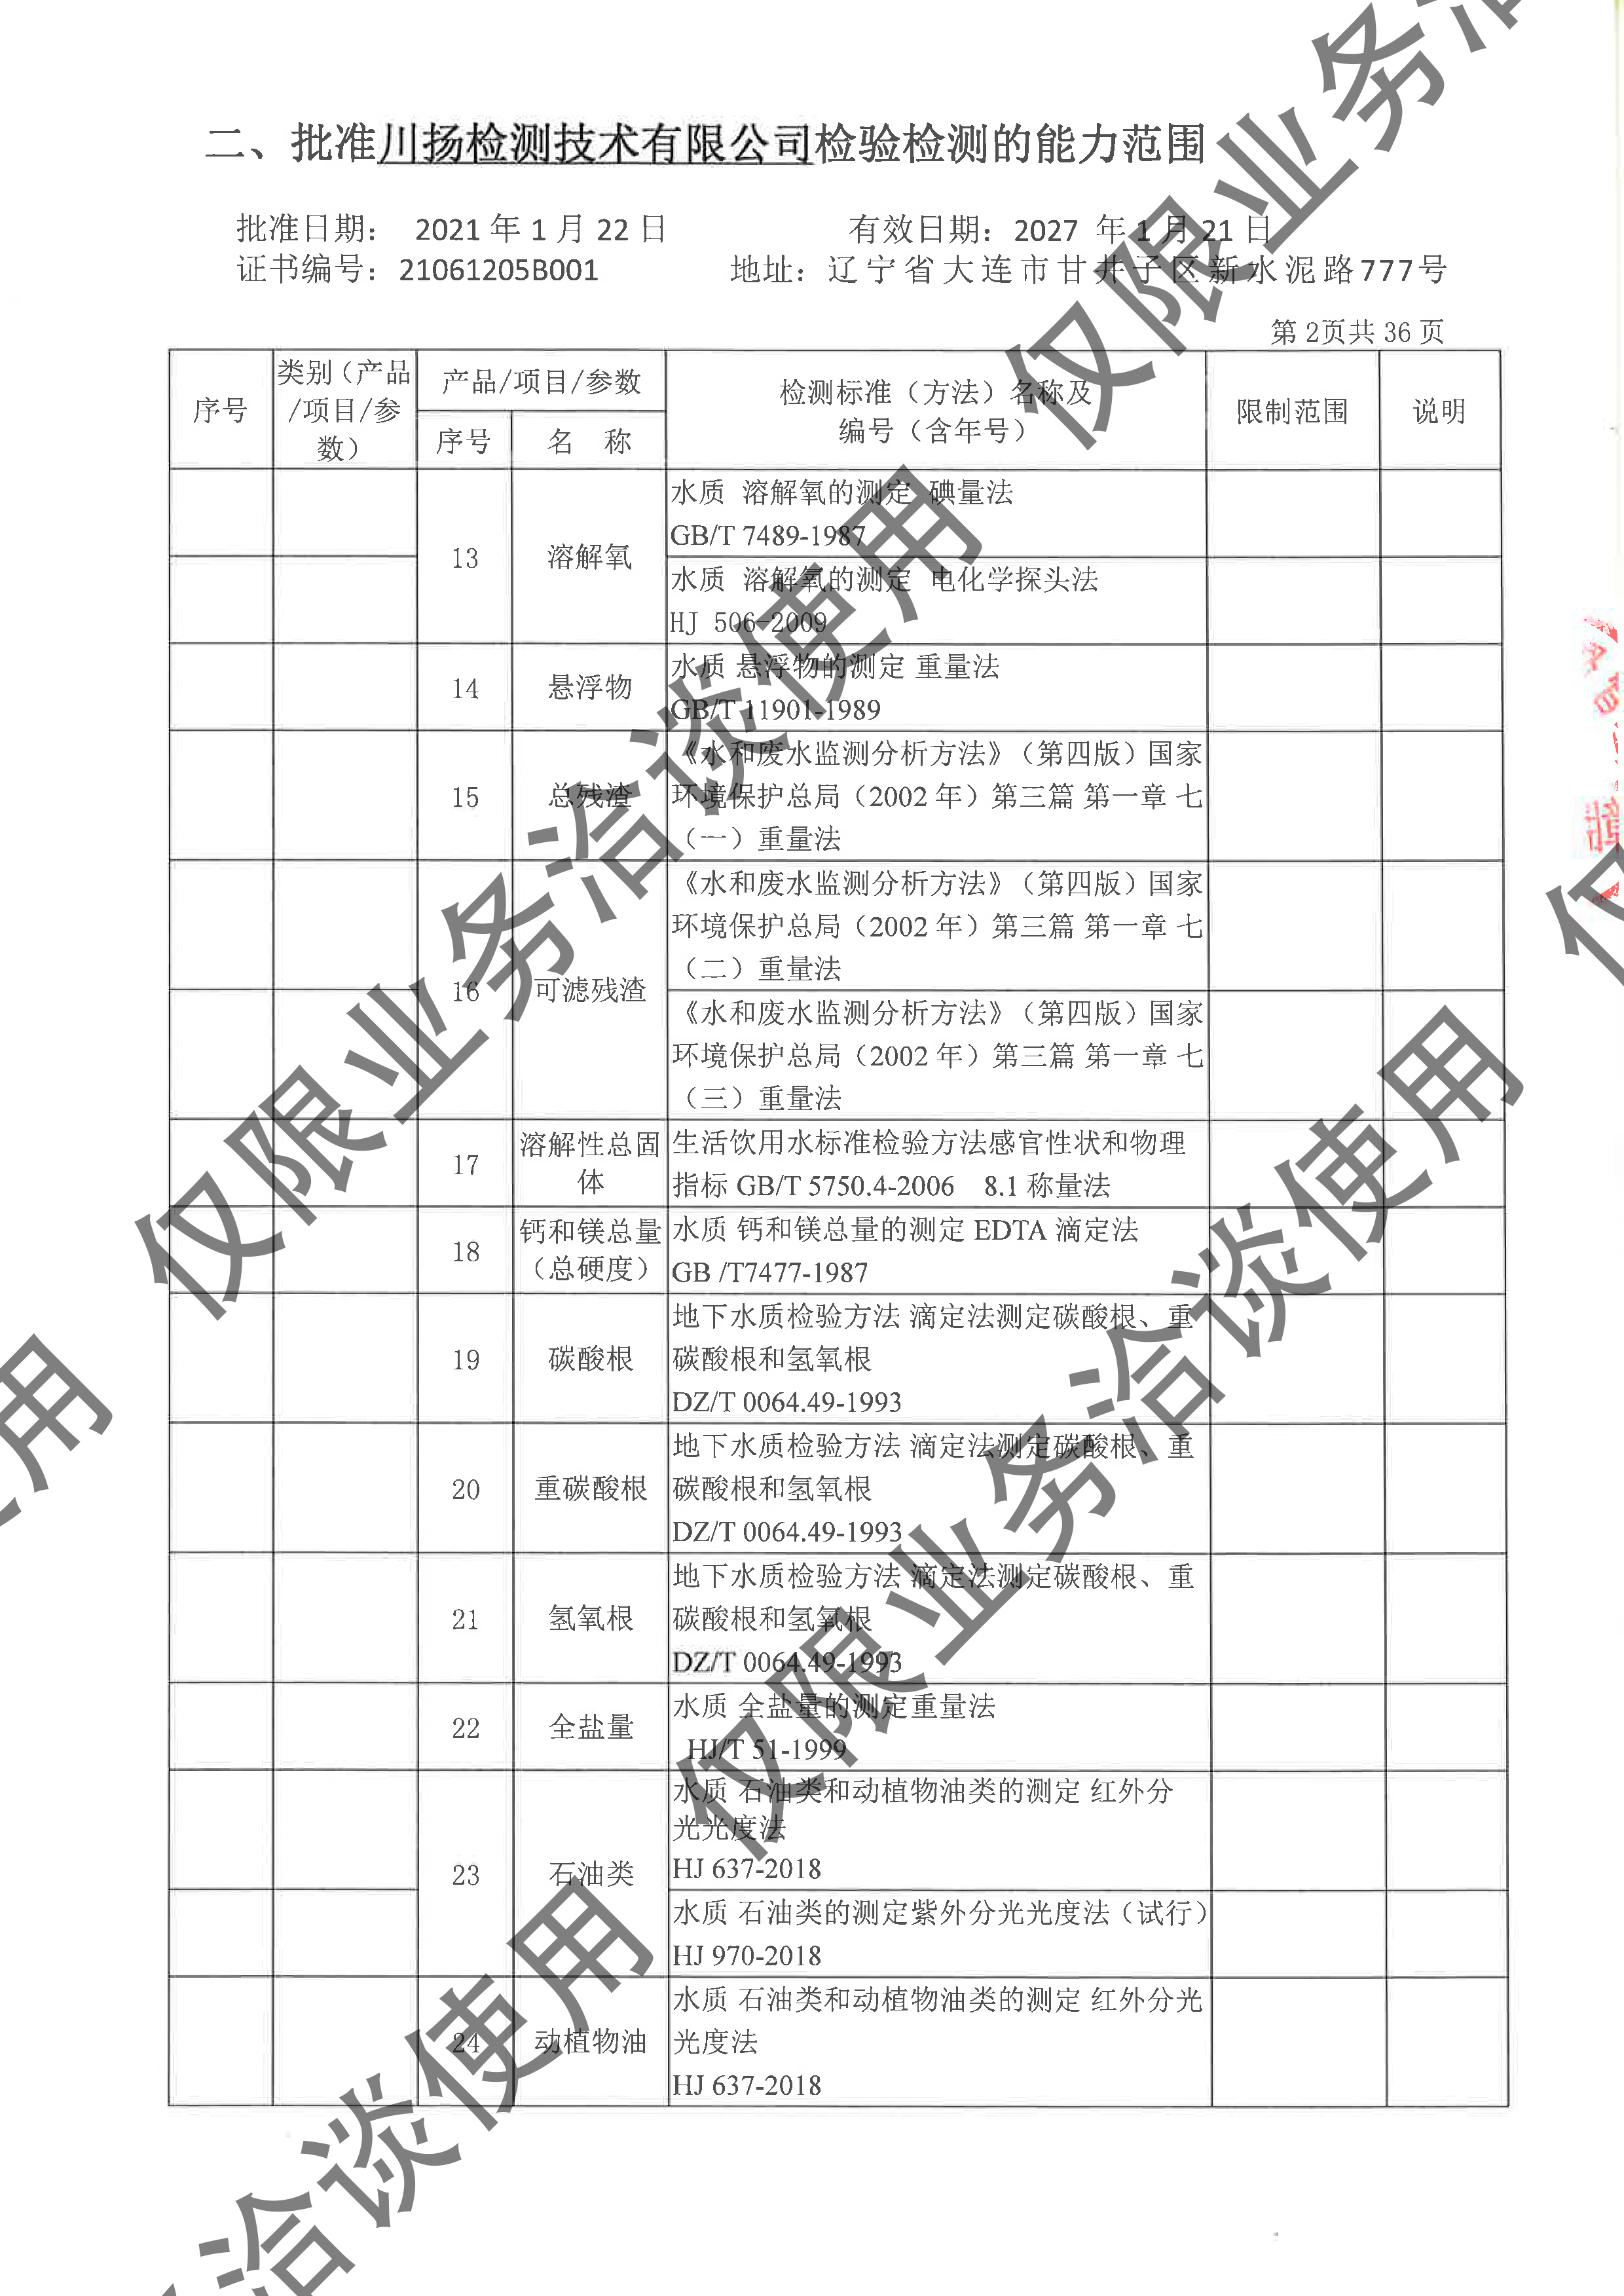 二、批准川扬检测技术有限公司检验检测的能力范围
批准日期： 2021 年 1 月 22 日 有效日期：2027 年 1 月 21 日
证书编号：21061205B001 地址：辽宁省大连市甘井子区新水泥路777号
第 2页共 36 页
序号
类别（产品
/项目/参
数）
产品/项目/参数
序号
名 称
检测标准（方法）名称及
编号（含年号）
限制范围
说明
13
溶解氧
水质 溶解氧的测定 碘量法
GB/T 7489-1987
水质 溶解氧的测定 电化学探头法
HJ 506-2009
14
悬浮物
水质 悬浮物的测定 重量法
GB/T 11901-1989
15
总残渣
《水和废水监测分析方法》（第四版）国家
环境保护总局（2002 年）第三篇 第一章 七
（一）重量法
16
可滤残渣
《水和废水监测分析方法》（第四版）国家
环境保护总局（2002 年）第三篇 第一章 七
（二）重量法
《水和废水监测分析方法》（第四版）国家
环境保护总局（2002 年）第三篇 第一章 七
（三）重量法
17
溶解性总固
体
生活饮用水标准检验方法感官性状和物理
指标 GB/T 5750.4-2006 8.1 称量法
18
钙和镁总量
（总硬度）
水质 钙和镁总量的测定 EDTA 滴定法
GB /T7477-1987
19
碳酸根
地下水质检验方法 滴定法测定碳酸根、重
碳酸根和氢氧根
DZ/T 0064.49-1993
20
重碳酸根
地下水质检验方法 滴定法测定碳酸根、重
碳酸根和氢氧根
DZ/T 0064.49-1993
21
氢氧根
地下水质检验方法 滴定法测定碳酸根、重
碳酸根和氢氧根
DZ/T 0064.49-1993
22
全盐量
水质 全盐量的测定重量法
HJ/T 51-1999
23
石油类
水质 石油类和动植物油类的测定 红外分
光光度法
HJ 637-2018
水质 石油类的测定紫外分光光度法（试行）
HJ 970-2018
24
动植物油
水质 石油类和动植物油类的测定 红外分光
光度法
HJ 637-2018
仅限业务洽
仅限业务洽谈使用
仅限业务洽谈使用
使用
洽谈使用
仅